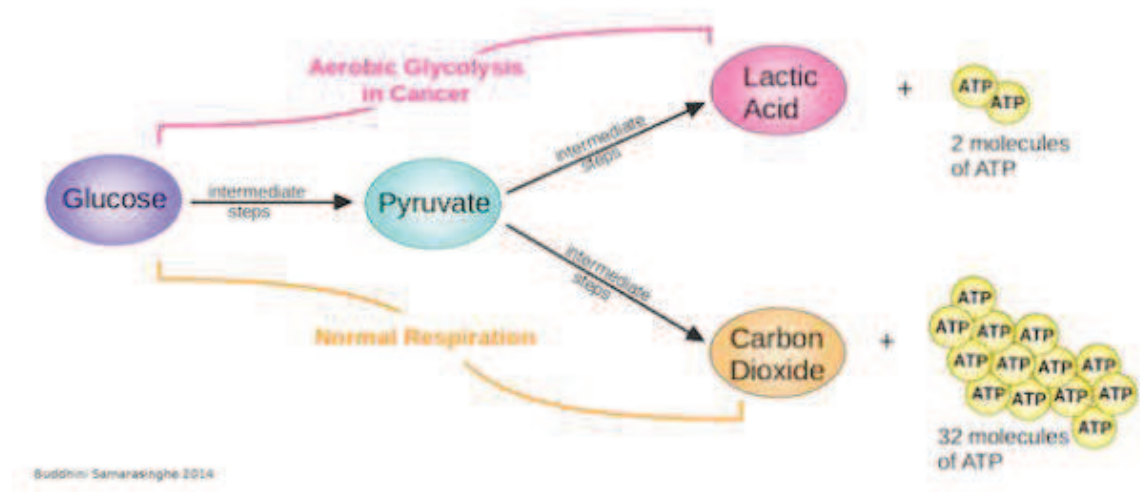 Aerobic Glycolysis
in Cancer
Lactic
Acid
+
ATP
ATP
2 molecules
of ATP
intermediate
steps
Glucose
intermediate
steps
Pyruvate
intermediate
steps
Normal Respiration
Carbon
Dioxide
+
ATP
ATP
ATP
ATP
ATP
ATP
ATP
ATP
ATP
ATP
ATP
ATP
ATP
32 molecules
of ATP
Buddhini Samarasinghe 2014